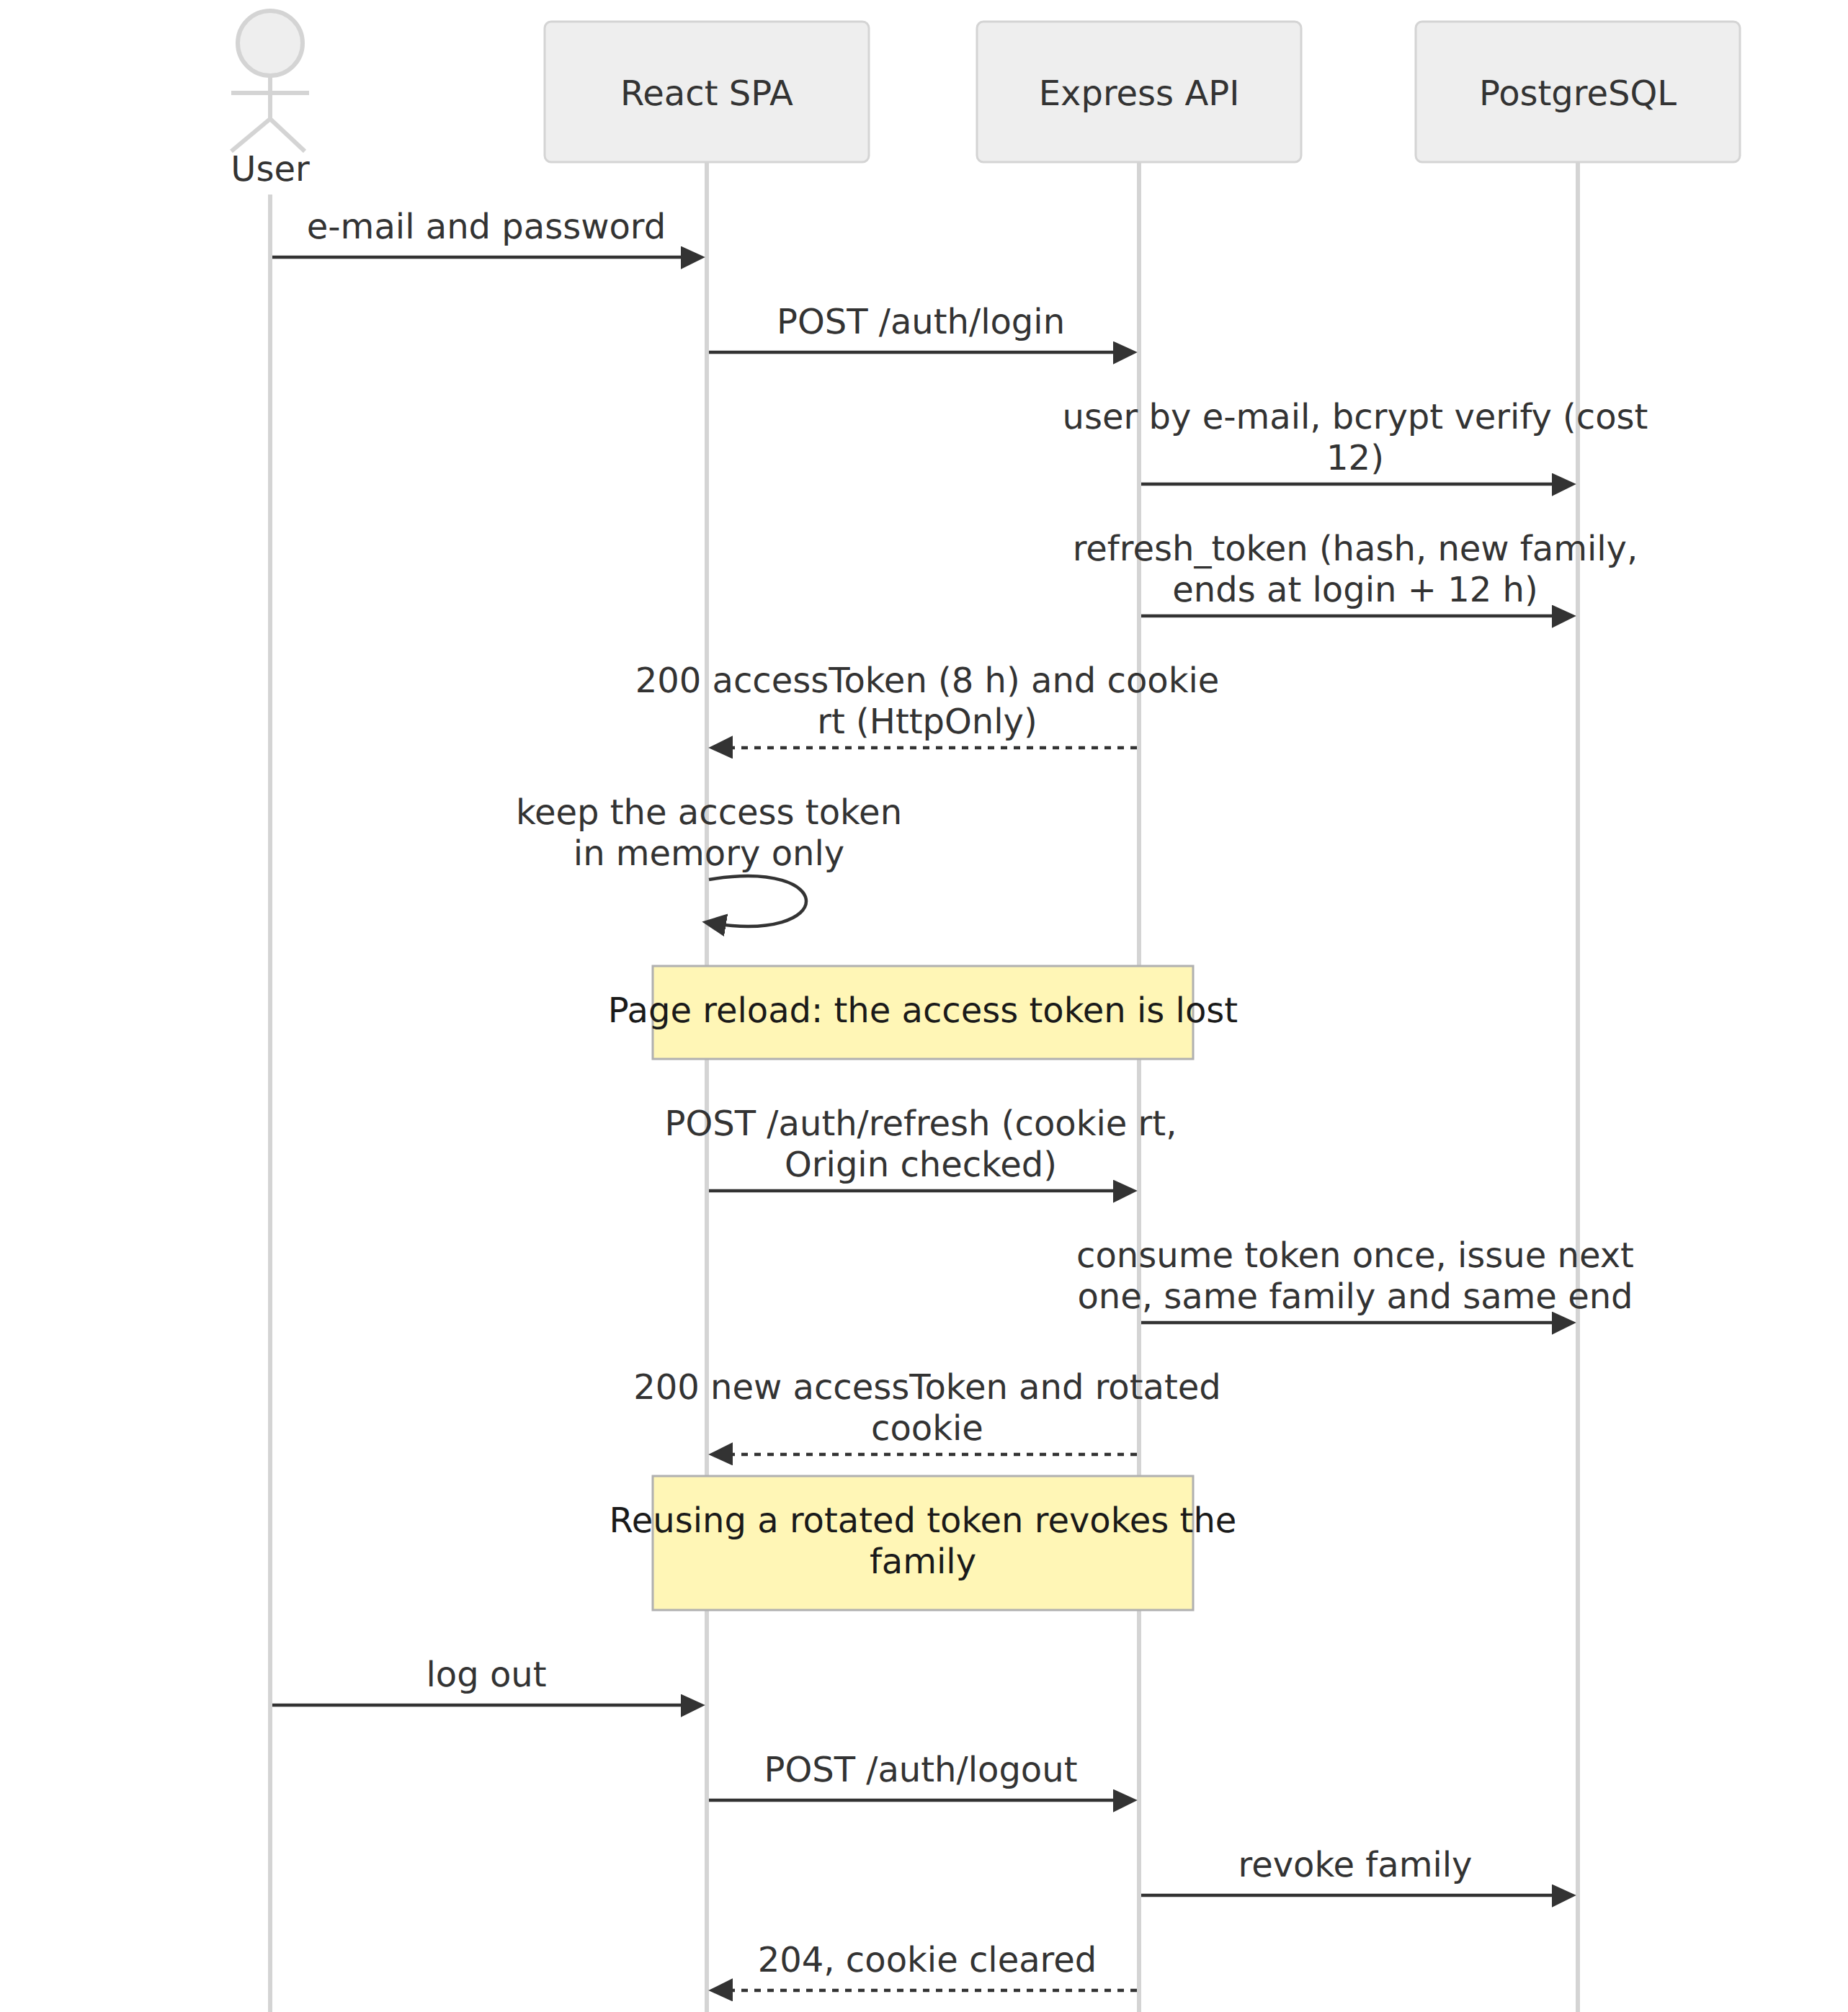 User
React SPA
Express API
PostgreSQL
e-mail and password
POST /auth/login
user by e-mail, bcrypt verify (cost
12)
refresh_token (hash, new family,
ends at login + 12 h)
200 accessToken (8 h) and cookie
rt (HttpOnly)
keep the access token
in memory only
Page reload: the access token is lost
POST /auth/refresh (cookie rt,
Origin checked)
consume token once, issue next
one, same family and same end
200 new accessToken and rotated
cookie
Reusing a rotated token revokes the
family
log out
POST /auth/logout
revoke family
204, cookie cleared